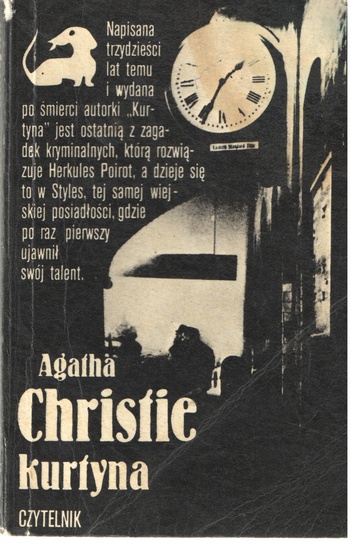 Napisana
trzydzieści
lat temu
i wydana
po śmierci autorki „Kur-
tyna" jest ostatnią z zaga-
dek kryminalnych, którą rozwią-
zuje Herkules Poirot, a dzieje się
to w Styles, tej samej wiej-
skiej posiadłości, gdzie
po raz pierwszy
ujawnił
swój talent.
Agatha
Christie
kurtyna
CZYTELNIK